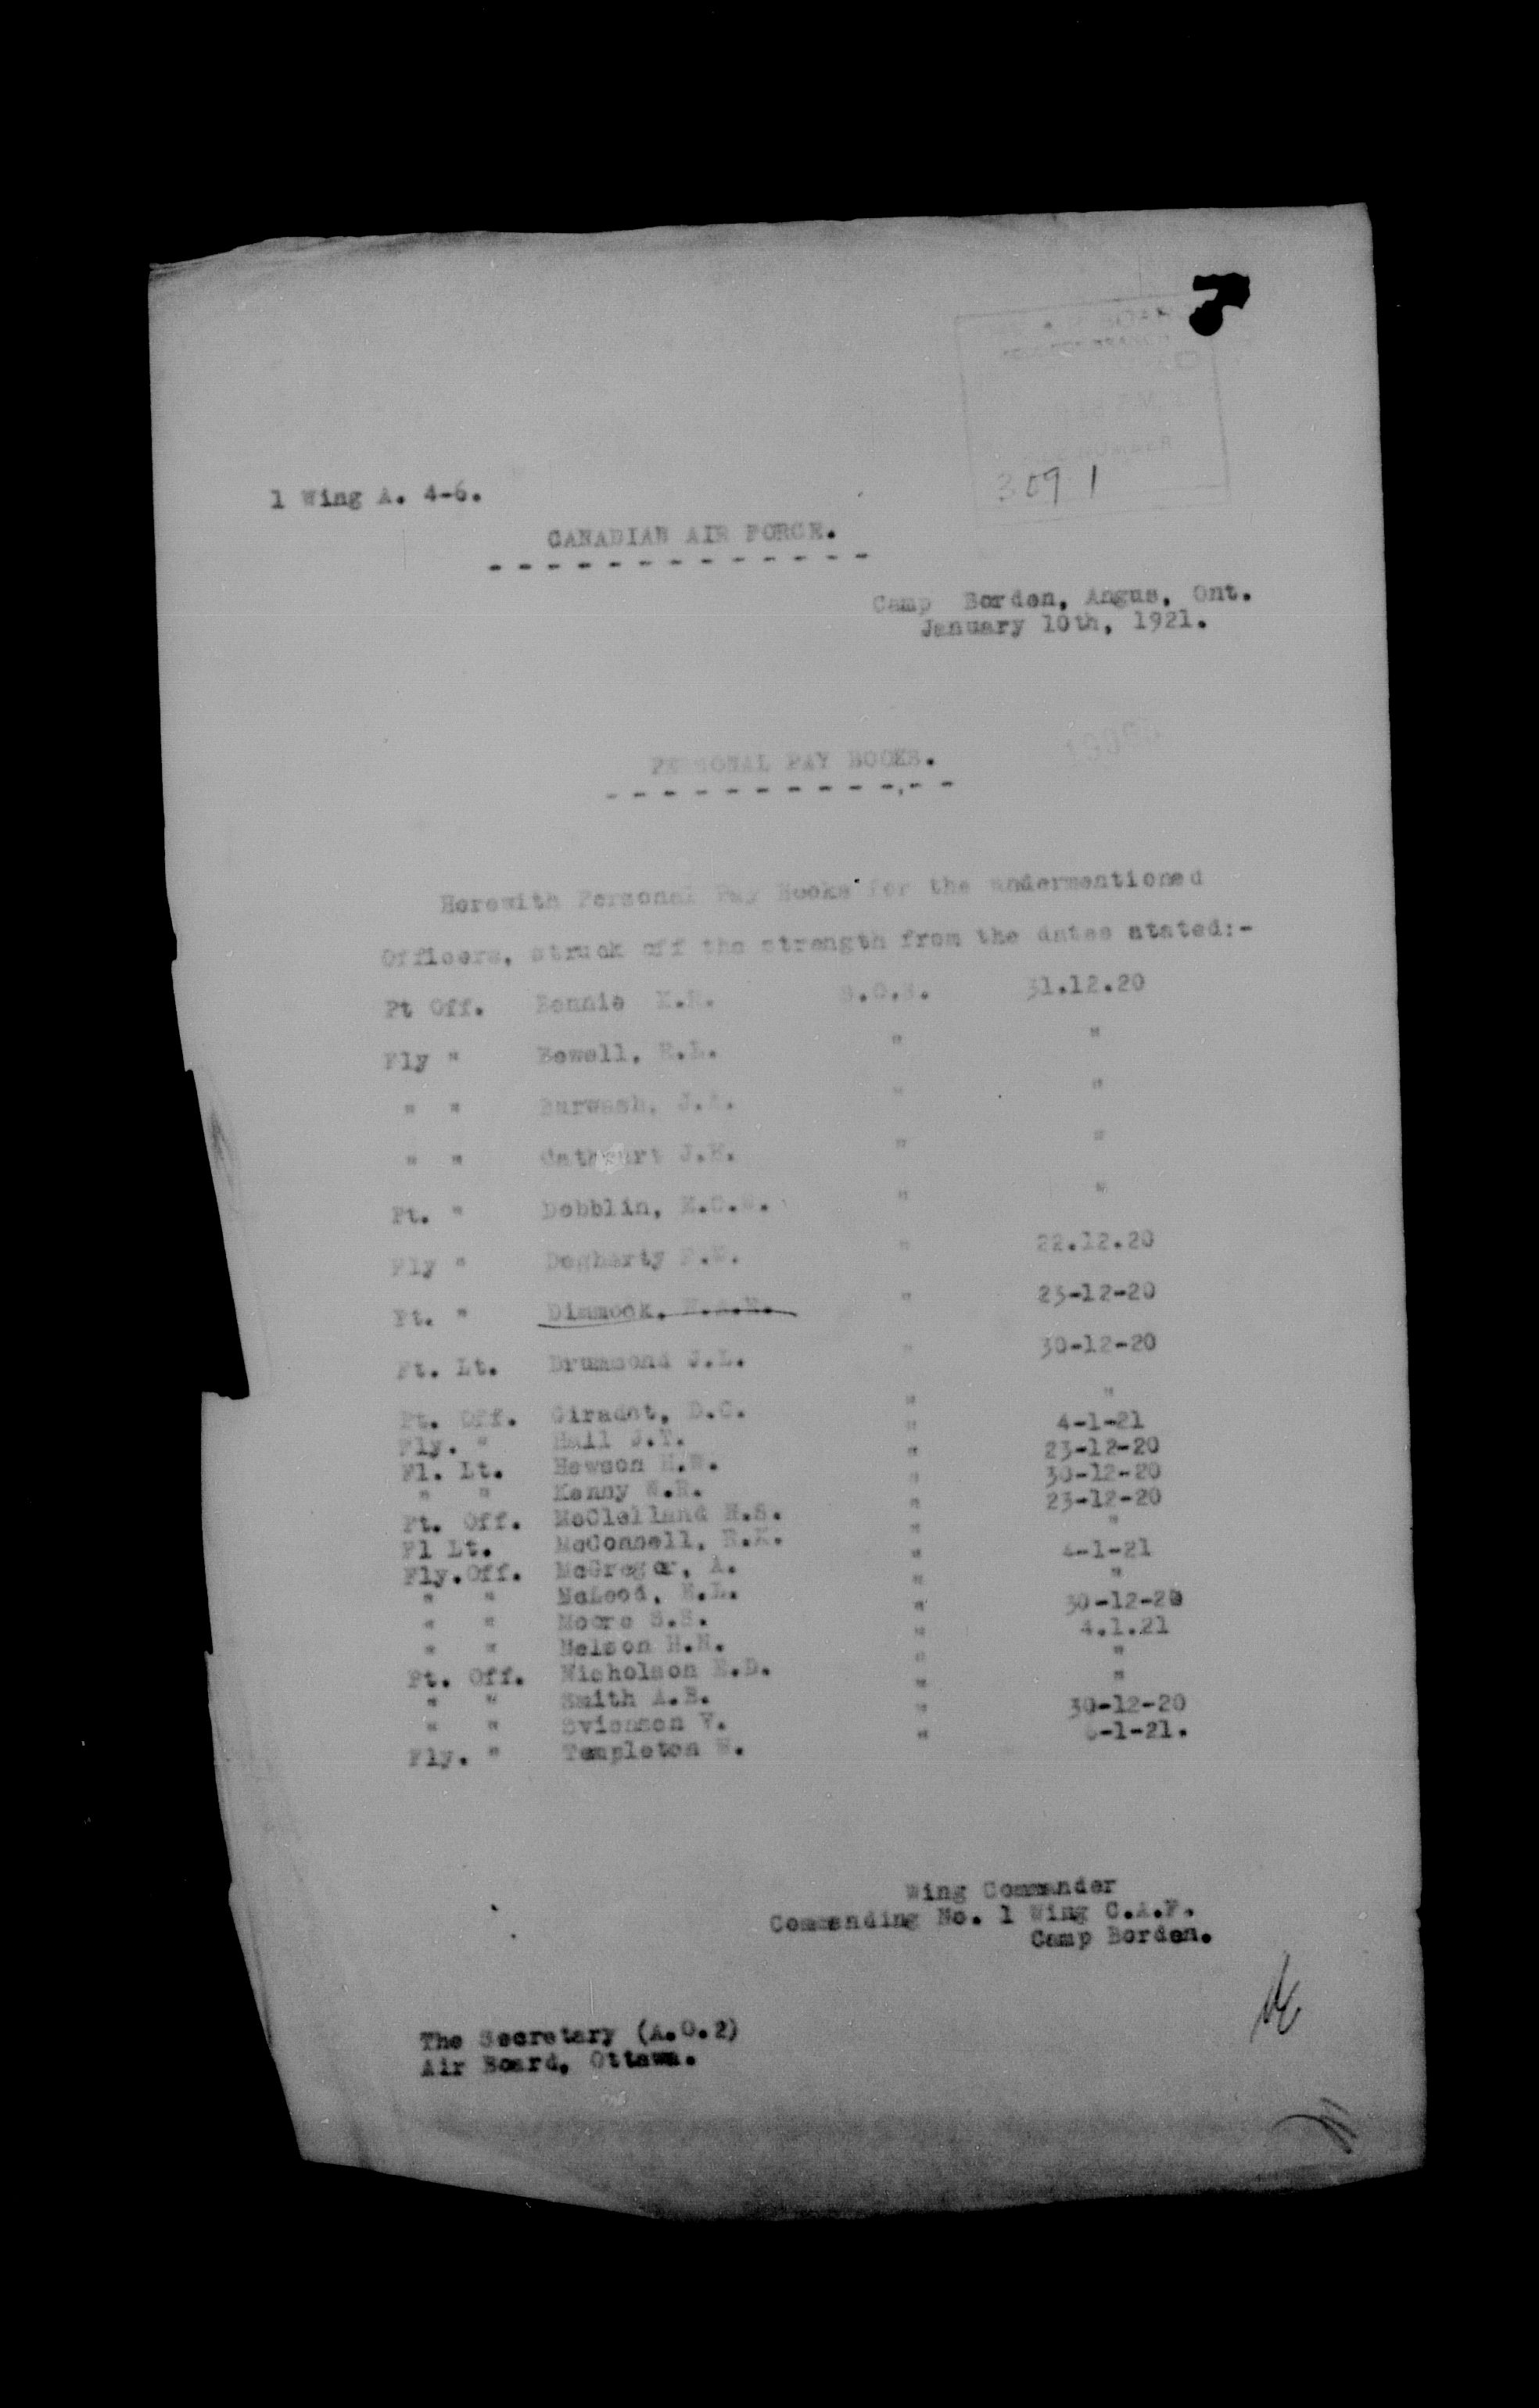 3091
1 Wing A. 4-6.
CANADIAN AIR FORCE.
Camp Borden, Angus, Ont.
January 10th, 1921.
PERSONAL PAY BOOKS.
Herewith Personal Pay Books for the undermentioned
Officers, struck off the strength from the dates stated:-
Pt Off. Bennie S.O.S. 31.12.20
Fly " Bowell, " "
" " Burwash, J.A. " "
" " Cathcart J.H. " "
Pt. " Dobblin, " "
Fly " Dogherty " 22.12.20
Pt. " Dimmock, " 23-12-20
Ft. Lt. Drummond J.L. " 30-12-20
Pt. Off. Giradot, D.C. " "
Fly. " Hall J.T. " 4-1-21
Fl. Lt. Hewson H.W. " 23-12-20
" " Kenny W.R. " 30-12-20
Pt. Off. McClelland H.S. " 23-12-20
Fl Lt. McConnell, " "
Fly.Off. McGregor, A. " 4-1-21
" " McLeod, E.L. " "
" " Moore S.S. " 30-12-20
" " Nelson H.N. " 4.1.21
Pt. Off. Nicholson E.D. " "
" " Smith A.B. " "
" " " 30-12-20
Fly. " Templeton " 6-1-21.
Wing Commander
Commanding No. 1 Wing C.A.F.
Camp Borden.
The Secretary (A.O.2)
Air Board, Ottawa.